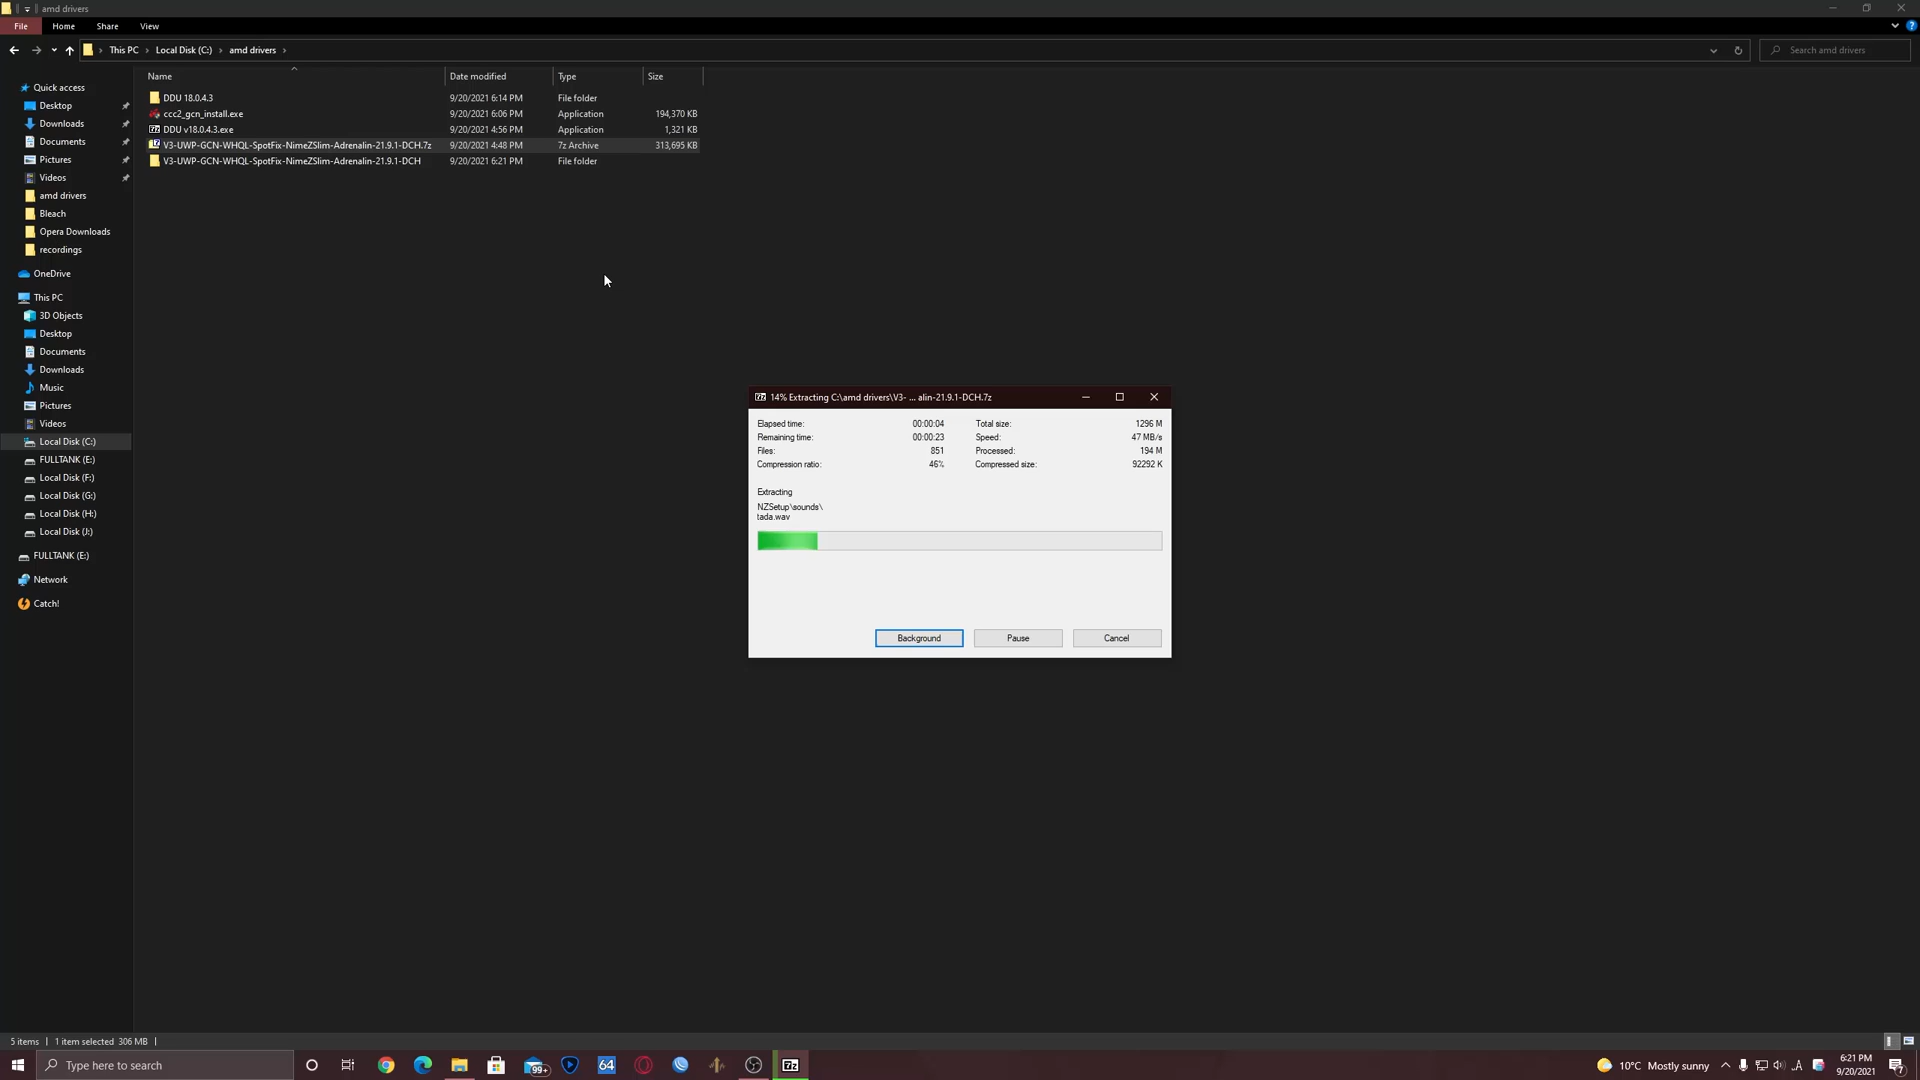 amd drivers
File
Home
Share
View
This PC
Local Disk (C:)
amd drivers
Search amd drivers
Name
Date modified
Type
Size
DDU 18.0.4.3
9/20/2021 6:14 PM
File folder
ccc2_gcn_install.exe
9/20/2021 6:06 PM
Application
194,370 KB
DDU v18.0.4.3.exe
9/20/2021 4:56 PM
Application
1,321 KB
V3-UWP-GCN-WHQL-SpotFix-NimeZSlim-Adrenalin-21.9.1-DCH.7z
9/20/2021 4:48 PM
7z Archive
313,695 KB
V3-UWP-GCN-WHQL-SpotFix-NimeZSlim-Adrenalin-21.9.1-DCH
9/20/2021 6:21 PM
File folder
Quick access
Desktop
Downloads
Documents
Pictures
Videos
amd drivers
Bleach
Opera Downloads
recordings
OneDrive
This PC
3D Objects
Desktop
Documents
Downloads
Music
Pictures
Videos
Local Disk (C:)
FULLTANK (E:)
Local Disk (F:)
Local Disk (G:)
Local Disk (H:)
Local Disk (J:)
FULLTANK (E:)
Network
Catch!
7z 14% Extracting C:\amd drivers\V3- ... alin-21.9.1-DCH.7z
Elapsed time: 00:00:04
Total size: 1296 M
Remaining time: 00:00:23
Speed: 47 MB/s
Files: 851
Processed: 194 M
Compression ratio: 46%
Compressed size: 92292 K
Extracting
NZSetup\sounds\
tada.wav
Background
Pause
Cancel
5 items
1 item selected 306 MB
Type here to search
99+
64
7z
10°C Mostly sunny
6:21 PM
9/20/2021
7